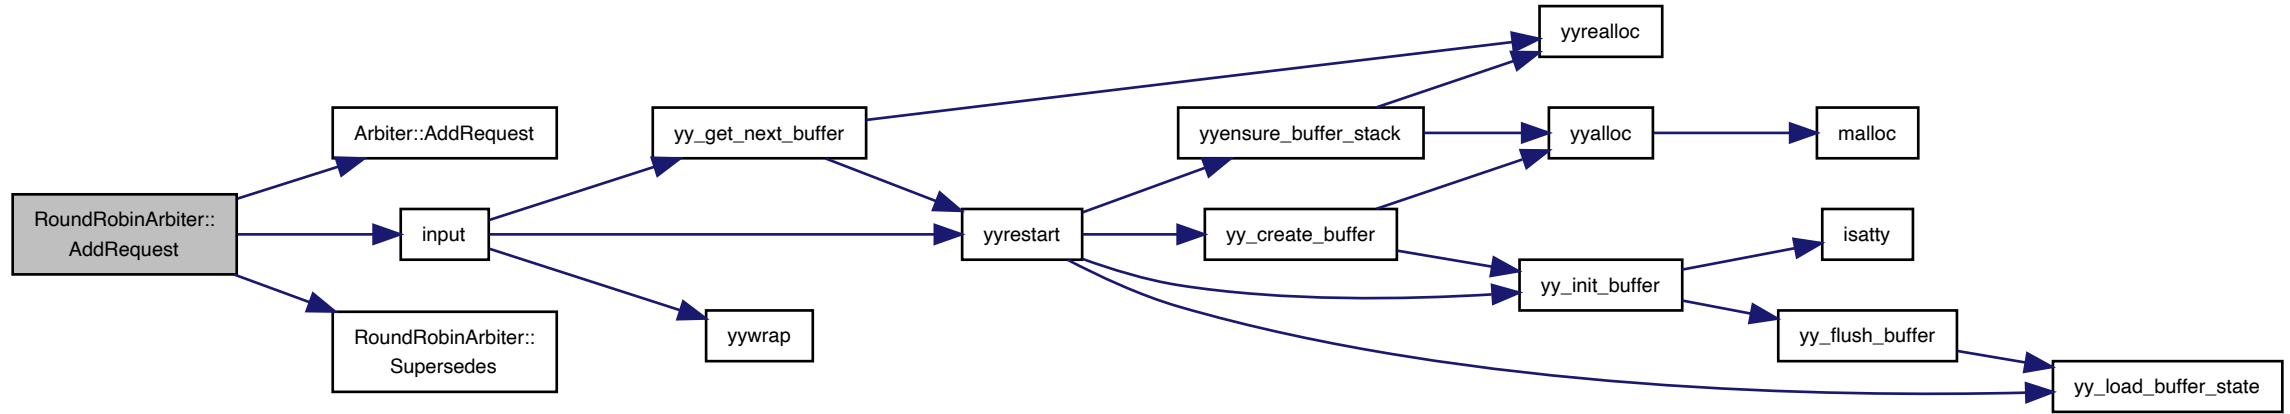 yyrealloc
Arbiter::AddRequest
yy_get_next_buffer
yyensure_buffer_stack
yyalloc
malloc
RoundRobinArbiter::
AddRequest
input
yyrestart
yy_create_buffer
isatty
yy_init_buffer
RoundRobinArbiter::
Supersedes
yywrap
yy_flush_buffer
yy_load_buffer_state